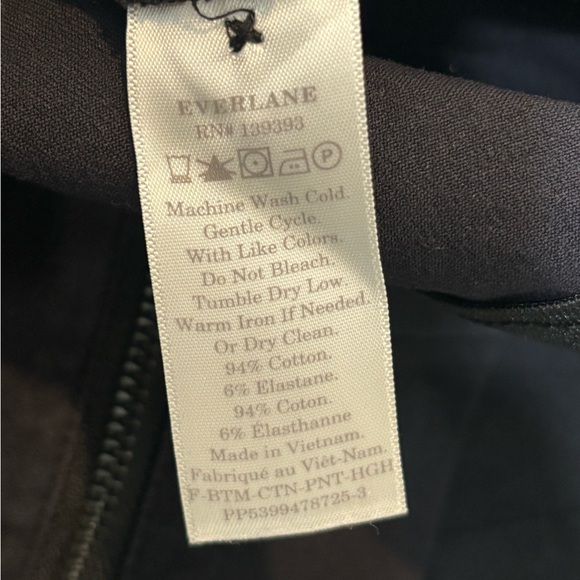 EVERLANE
RN# 139393
P
Machine Wash Cold.
Gentle Cycle.
With Like Colors.
Do Not Bleach.
Tumble Dry Low.
Warm Iron If Needed.
Or Dry Clean.
94% Cotton.
6% Elastane.
94% Coton.
6% Élasthanne
Made in Vietnam.
Fabriqué au Viêt-Nam.
F-BTM-CTN-PNT-HGH
PP5399478725-3